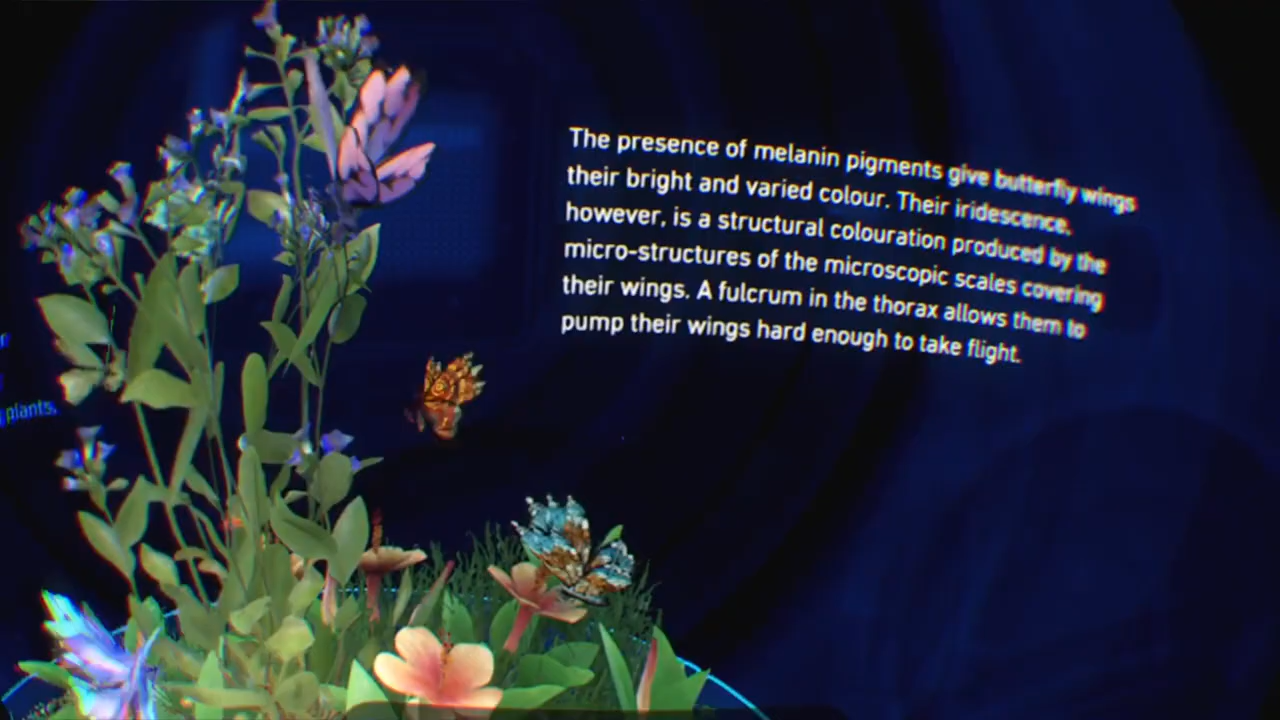 The presence of melanin pigments give butterfly wings
their bright and varied colour. Their iridescence,
however, is a structural colouration produced by the
micro-structures of the microscopic scales covering
their wings. A fulcrum in the thorax allows them to
pump their wings hard enough to take flight.
plants.